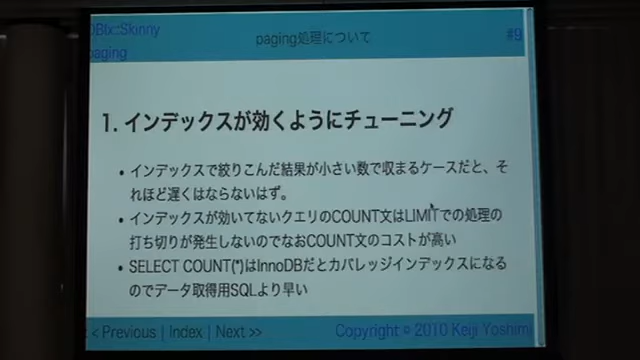 DBIx::Skinny
paging
paging処理について
#9
1. インデックスが効くようにチューニング
• インデックスで絞りこんだ結果が小さい数で収まるケースだと、そ
れほど遅くはならないはず。
• インデックスが効いてないクエリのCOUNT文はLIMITでの処理の
打ち切りが発生しないのでなおCOUNT文のコストが高い
• SELECT COUNT(*)はInnoDBだとカバレッジインデックスになる
のでデータ取得用SQLより早い
< Previous | Index | Next >>
Copyright © 2010 Keiji Yoshimi